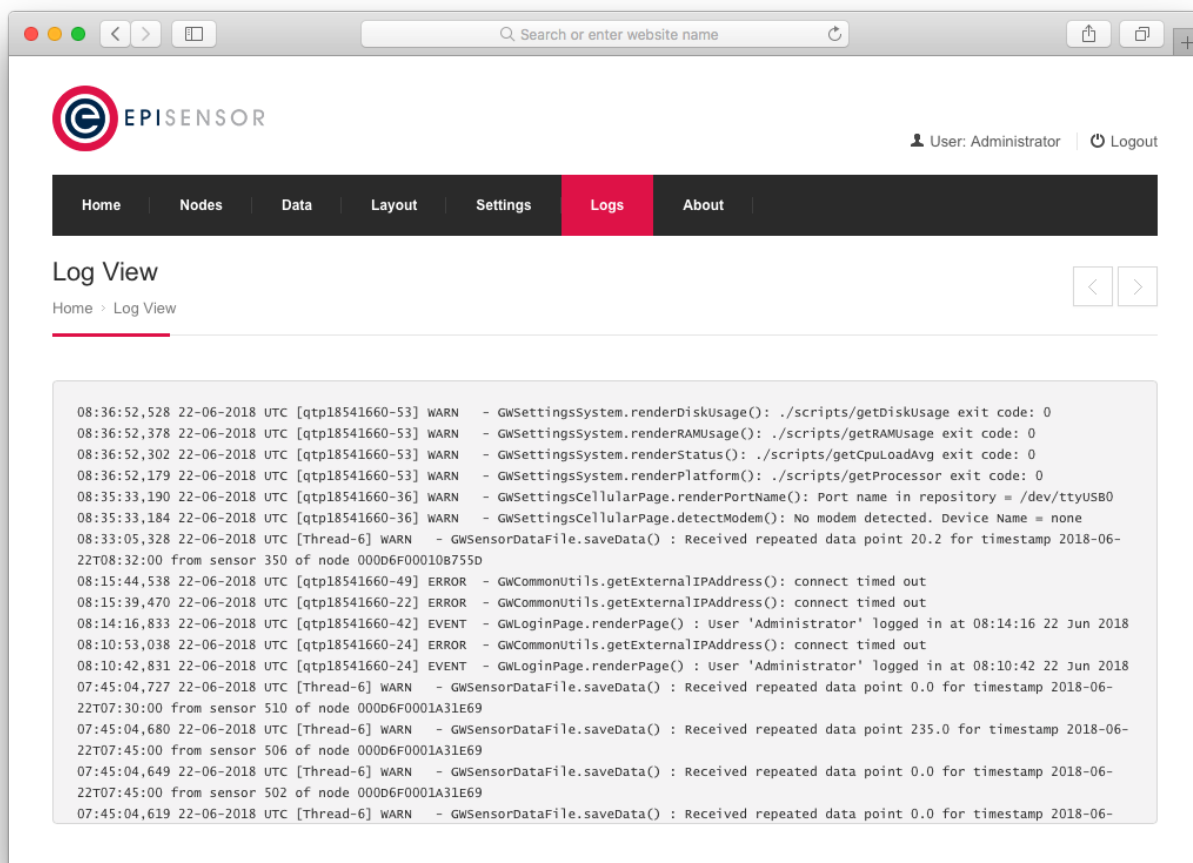 Search or enter website name
EPISENSOR
User: Administrator Logout
Home Nodes Data Layout Settings Logs About
Log View
Home > Log View
08:36:52,528 22-06-2018 UTC [qtp18541660-53] WARN - GWSettingsSystem.renderDiskUsage(): ./scripts/getDiskUsage exit code: 0
08:36:52,378 22-06-2018 UTC [qtp18541660-53] WARN - GWSettingsSystem.renderRAMUsage(): ./scripts/getRAMUsage exit code: 0
08:36:52,302 22-06-2018 UTC [qtp18541660-53] WARN - GWSettingsSystem.renderStatus(): ./scripts/getCpuLoadAvg exit code: 0
08:36:52,179 22-06-2018 UTC [qtp18541660-53] WARN - GWSettingsSystem.renderPlatform(): ./scripts/getProcessor exit code: 0
08:35:33,190 22-06-2018 UTC [qtp18541660-36] WARN - GWSettingsCellularPage.renderPortName(): Port name in repository = /dev/ttyUSB0
08:35:33,184 22-06-2018 UTC [qtp18541660-36] WARN - GWSettingsCellularPage.detectModem(): No modem detected. Device Name = none
08:33:05,328 22-06-2018 UTC [Thread-6] WARN - GWSensorDataFile.saveData() : Received repeated data point 20.2 for timestamp 2018-06-
22T08:32:00 from sensor 350 of node 000D6F00010B755D
08:15:44,538 22-06-2018 UTC [qtp18541660-49] ERROR - GWCommonUtils.getExternalIPAddress(): connect timed out
08:15:39,470 22-06-2018 UTC [qtp18541660-22] ERROR - GWCommonUtils.getExternalIPAddress(): connect timed out
08:14:16,833 22-06-2018 UTC [qtp18541660-42] EVENT - GWLoginPage.renderPage() : User 'Administrator' logged in at 08:14:16 22 Jun 2018
08:10:53,038 22-06-2018 UTC [qtp18541660-24] ERROR - GWCommonUtils.getExternalIPAddress(): connect timed out
08:10:42,831 22-06-2018 UTC [qtp18541660-24] EVENT - GWLoginPage.renderPage() : User 'Administrator' logged in at 08:10:42 22 Jun 2018
07:45:04,727 22-06-2018 UTC [Thread-6] WARN - GWSensorDataFile.saveData() : Received repeated data point 0.0 for timestamp 2018-06-
22T07:30:00 from sensor 510 of node 000D6F0001A31E69
07:45:04,680 22-06-2018 UTC [Thread-6] WARN - GWSensorDataFile.saveData() : Received repeated data point 235.0 for timestamp 2018-06-
22T07:45:00 from sensor 506 of node 000D6F0001A31E69
07:45:04,649 22-06-2018 UTC [Thread-6] WARN - GWSensorDataFile.saveData() : Received repeated data point 0.0 for timestamp 2018-06-
22T07:45:00 from sensor 502 of node 000D6F0001A31E69
07:45:04,619 22-06-2018 UTC [Thread-6] WARN - GWSensorDataFile.saveData() : Received repeated data point 0.0 for timestamp 2018-06-